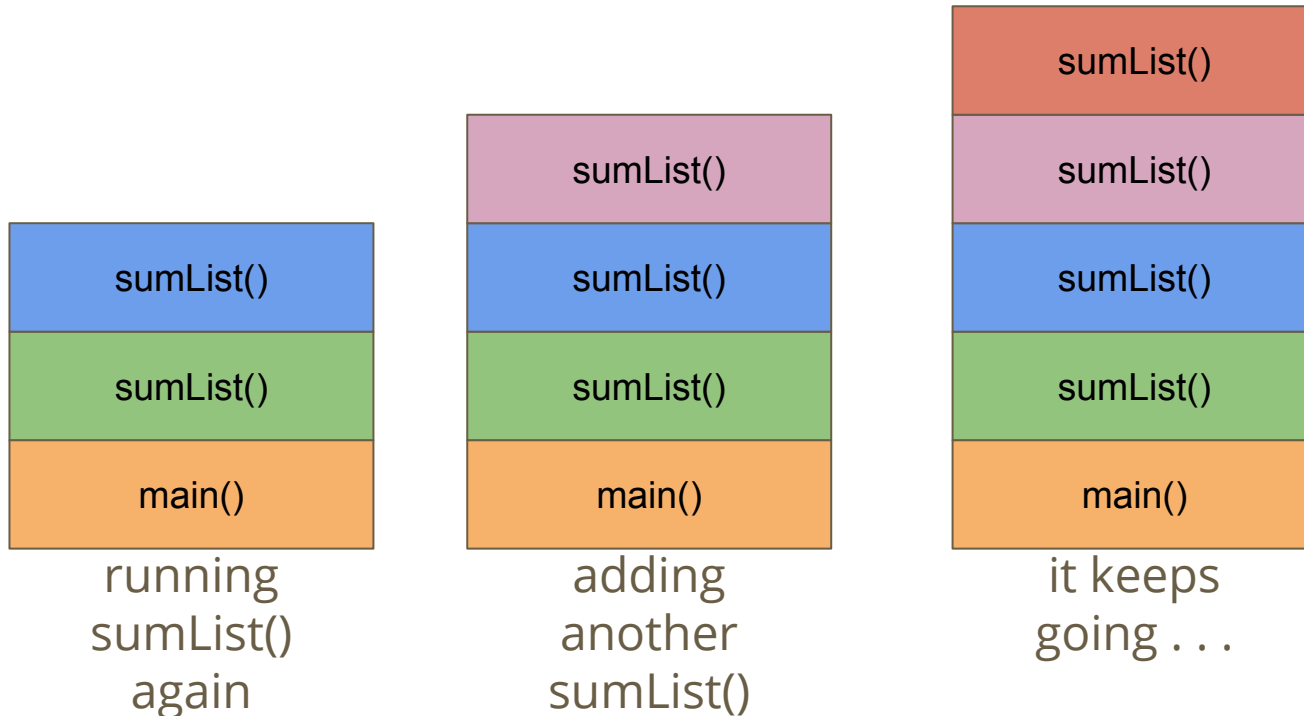 sumList()
sumList()
main()
running
sumList()
again
sumList()
sumList()
sumList()
main()
adding
another
sumList()
sumList()
sumList()
sumList()
sumList()
main()
it keeps
going . . .